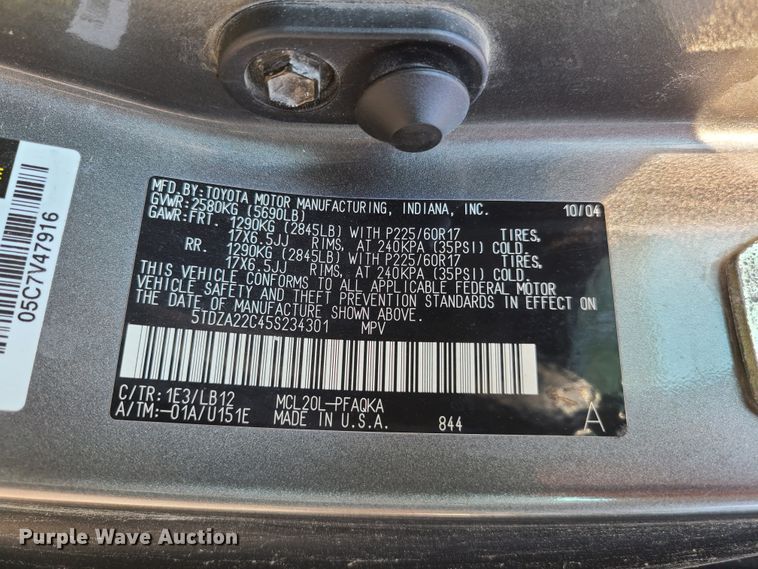 05C7V47916
MFD.BY:TOYOTA MOTOR MANUFACTURING, INDIANA, INC. 10/04
GVWR:2580KG (5690LB)
GAWR:FRT. 1290KG (2845LB) WITH P225/60R17 TIRES,
17X6.5JJ RIMS, AT 240KPA (35PSI) COLD.
RR. 1290KG (2845LB) WITH P225/60R17 TIRES,
17X6.5JJ RIMS, AT 240KPA (35PSI) COLD.
THIS VEHICLE CONFORMS TO ALL APPLICABLE FEDERAL MOTOR
VEHICLE SAFETY AND THEFT PREVENTION STANDARDS IN EFFECT ON
THE DATE OF MANUFACTURE SHOWN ABOVE.
5TDZA22C45S234301 MPV
C/TR: 1E3/LB12 MCL20L-PFAQKA
A/TM:-01A/U151E MADE IN U.S.A. 844 A
Purple Wave Auction